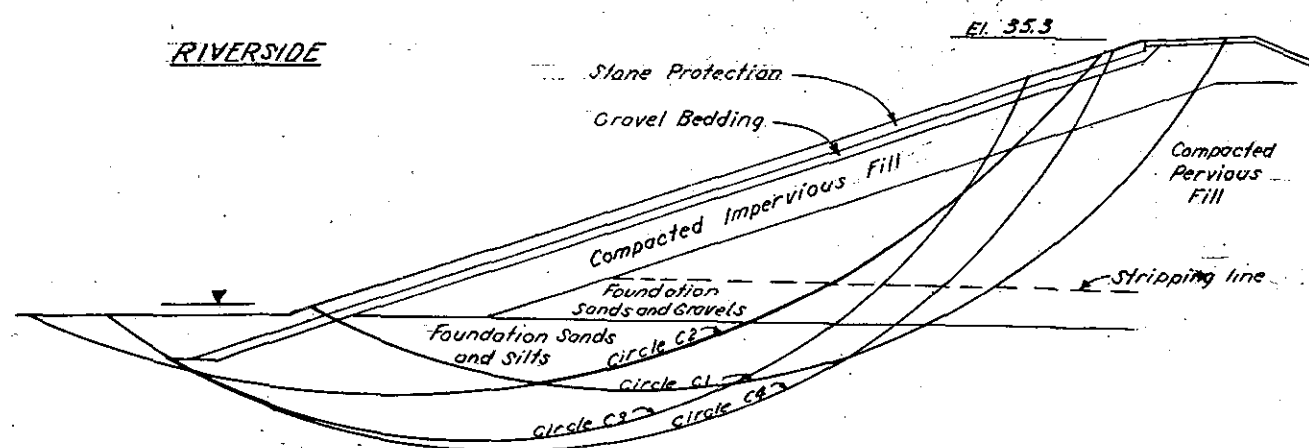 RIVERSIDE
El. 35.3
Stone Protection
Gravel Bedding
Compacted Impervious Fill
Compacted
Pervious
Fill
Stripping line
Foundation
Sands and Gravels
Foundation Sands
and Silts
Circle C2
Circle C1
Circle C3
Circle C4